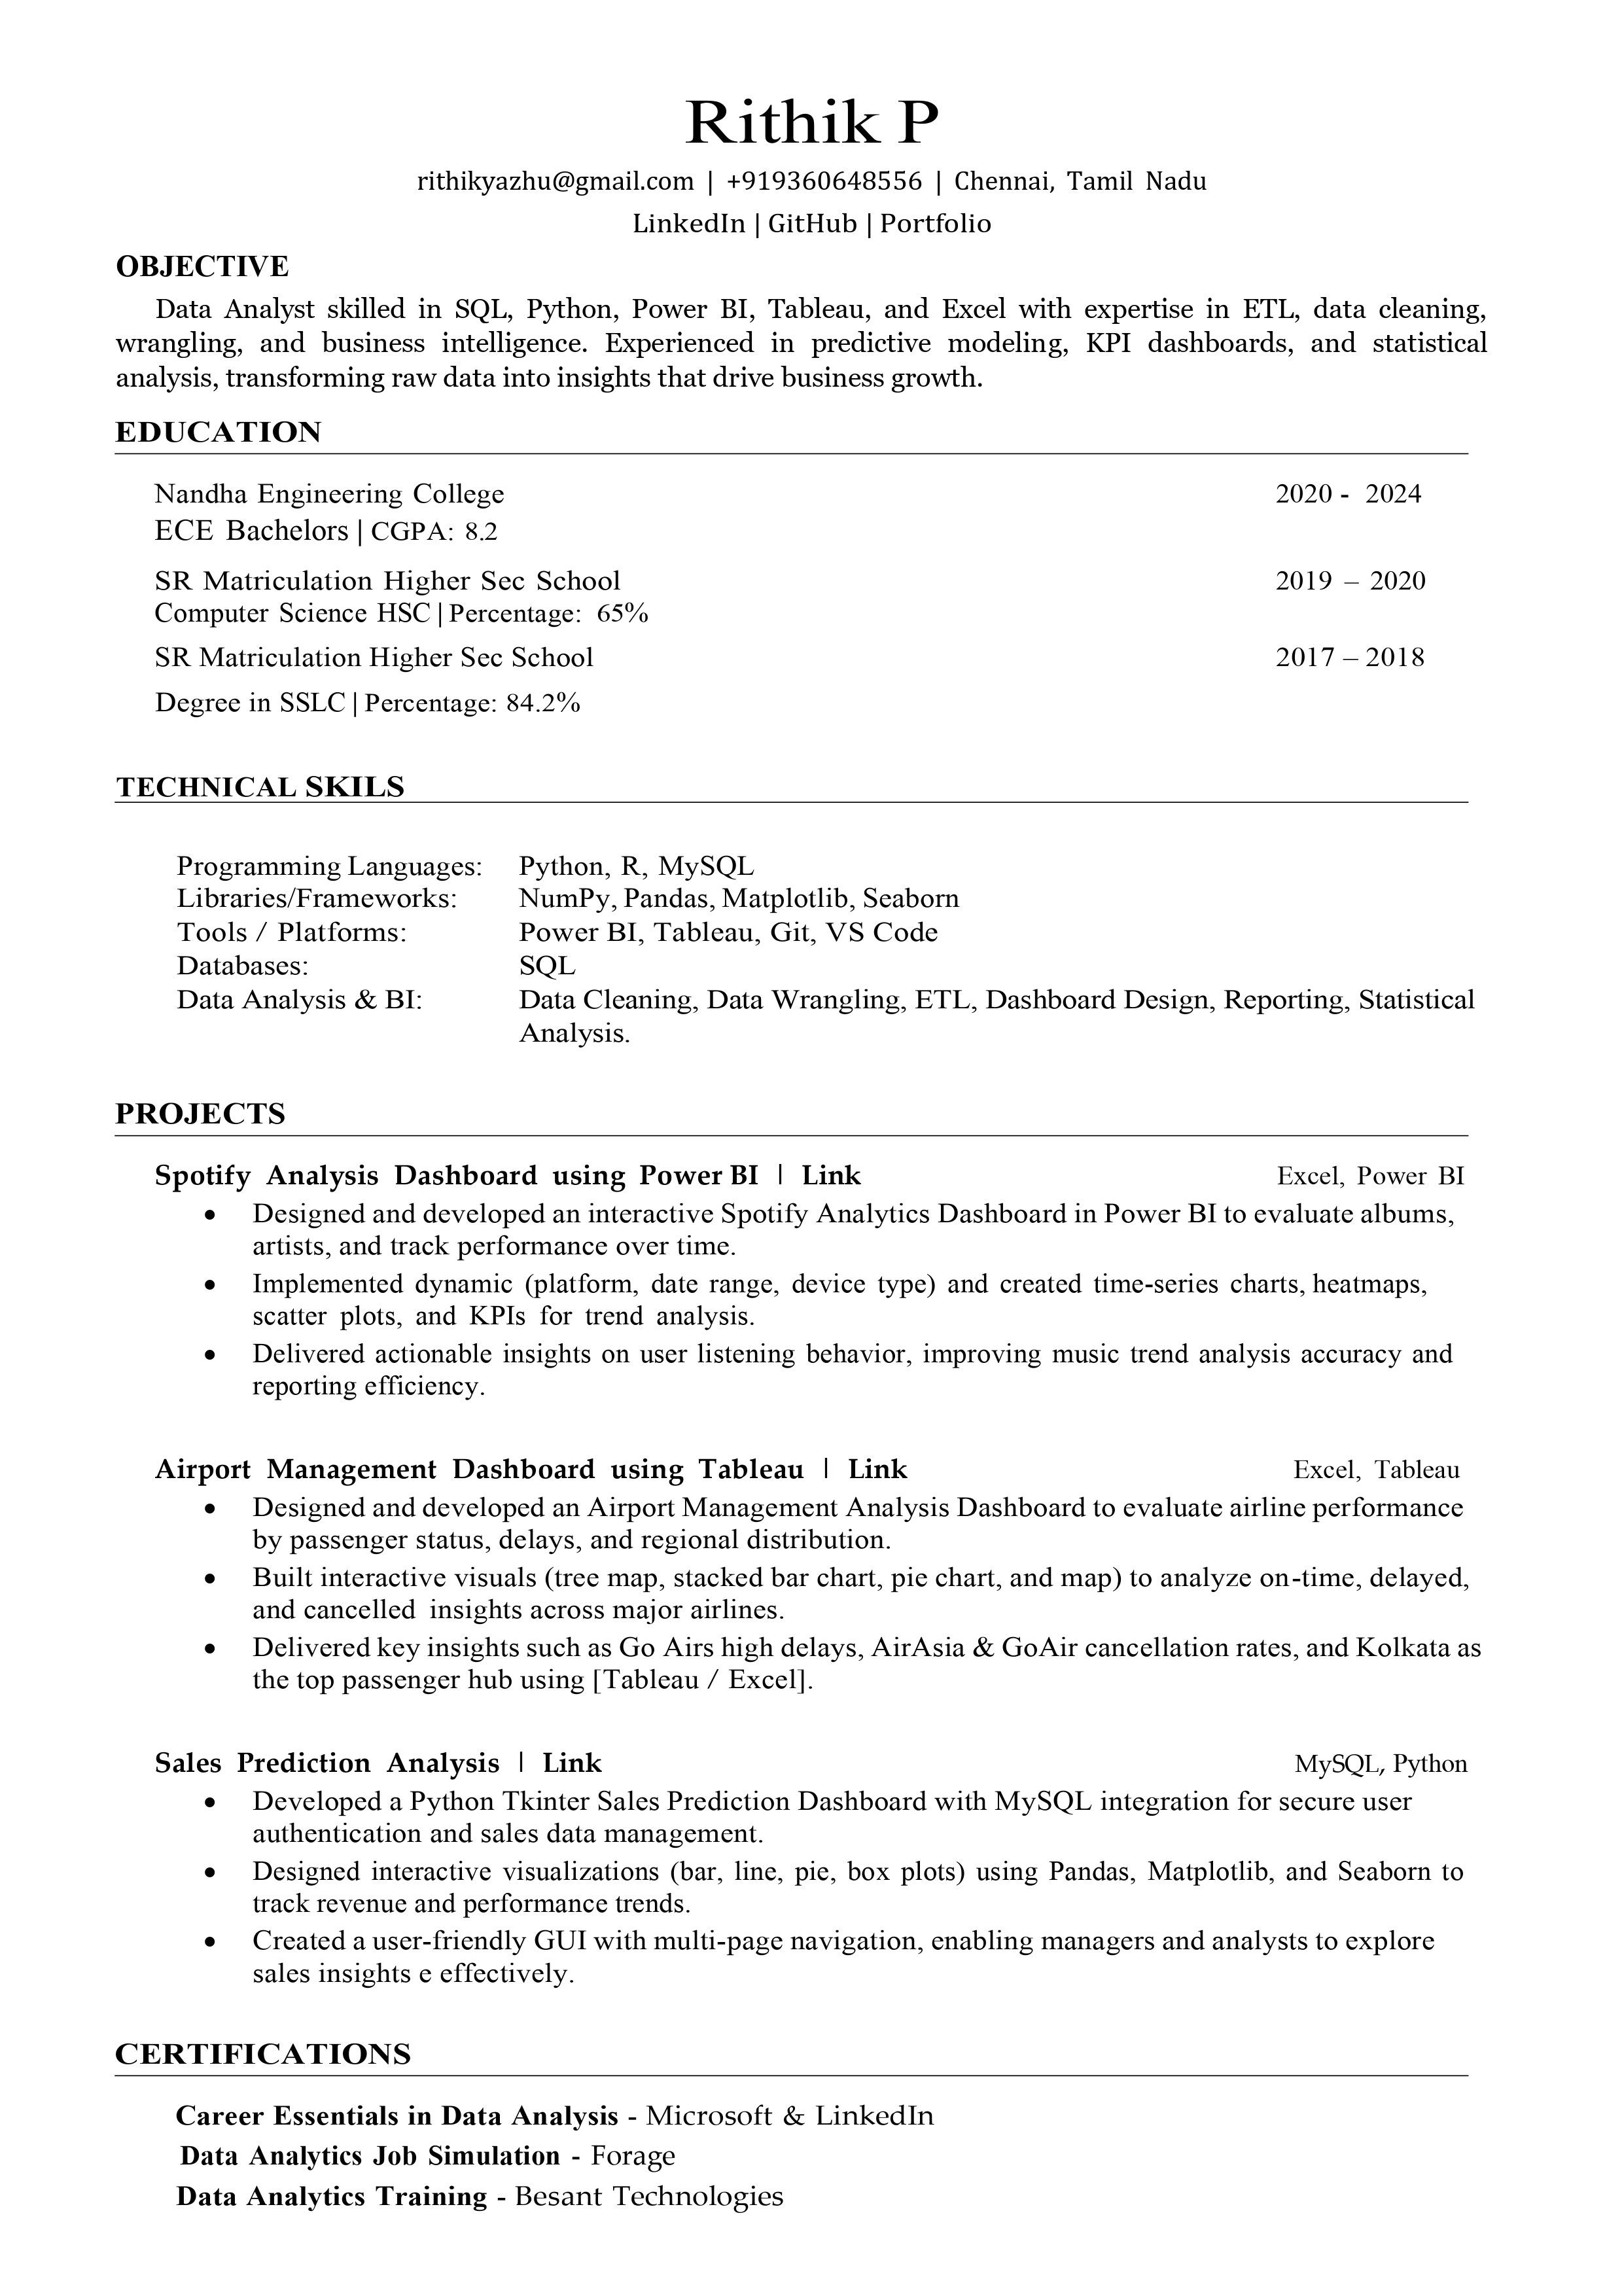 Rithik P
rithikyazhu@gmail.com | +919360648556 | Chennai, Tamil Nadu
LinkedIn | GitHub | Portfolio
OBJECTIVE
Data Analyst skilled in SQL, Python, Power BI, Tableau, and Excel with expertise in ETL, data cleaning,
wrangling, and business intelligence. Experienced in predictive modeling, KPI dashboards, and statistical
analysis, transforming raw data into insights that drive business growth.
EDUCATION
Nandha Engineering College 2020 - 2024
ECE Bachelors | CGPA: 8.2
SR Matriculation Higher Sec School 2019 – 2020
Computer Science HSC | Percentage: 65%
SR Matriculation Higher Sec School 2017 – 2018
Degree in SSLC | Percentage: 84.2%
TECHNICAL SKILS
Programming Languages: Python, R, MySQL
Libraries/Frameworks: NumPy, Pandas, Matplotlib, Seaborn
Tools / Platforms: Power BI, Tableau, Git, VS Code
Databases: SQL
Data Analysis & BI: Data Cleaning, Data Wrangling, ETL, Dashboard Design, Reporting, Statistical
Analysis.
PROJECTS
Spotify Analysis Dashboard using Power BI | Link Excel, Power BI
• Designed and developed an interactive Spotify Analytics Dashboard in Power BI to evaluate albums,
artists, and track performance over time.
• Implemented dynamic (platform, date range, device type) and created time-series charts, heatmaps,
scatter plots, and KPIs for trend analysis.
• Delivered actionable insights on user listening behavior, improving music trend analysis accuracy and
reporting efficiency.
Airport Management Dashboard using Tableau | Link Excel, Tableau
• Designed and developed an Airport Management Analysis Dashboard to evaluate airline performance
by passenger status, delays, and regional distribution.
• Built interactive visuals (tree map, stacked bar chart, pie chart, and map) to analyze on-time, delayed,
and cancelled insights across major airlines.
• Delivered key insights such as Go Airs high delays, AirAsia & GoAir cancellation rates, and Kolkata as
the top passenger hub using [Tableau / Excel].
Sales Prediction Analysis | Link MySQL, Python
• Developed a Python Tkinter Sales Prediction Dashboard with MySQL integration for secure user
authentication and sales data management.
• Designed interactive visualizations (bar, line, pie, box plots) using Pandas, Matplotlib, and Seaborn to
track revenue and performance trends.
• Created a user-friendly GUI with multi-page navigation, enabling managers and analysts to explore
sales insights e effectively.
CERTIFICATIONS
Career Essentials in Data Analysis - Microsoft & LinkedIn
Data Analytics Job Simulation - Forage
Data Analytics Training - Besant Technologies